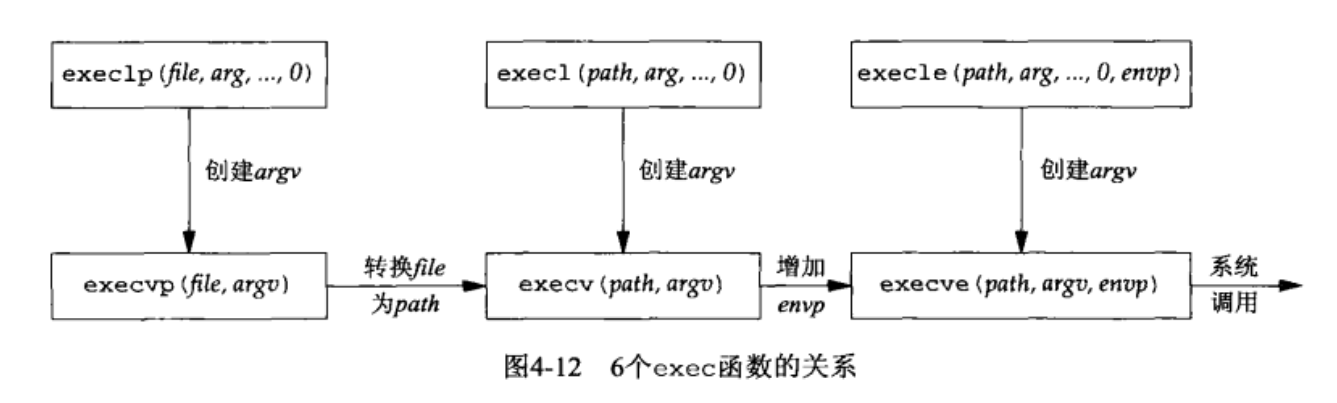 execlp(file, arg, ..., 0)
execl(path, arg, ..., 0)
execle(path, arg, ..., 0, envp)
创建argv
创建argv
创建argv
execvp(file, argv)
转换file
为path
execv(path, argv)
增加
envp
execve(path, argv, envp)
系统
调用
图4-12 6个exec函数的关系